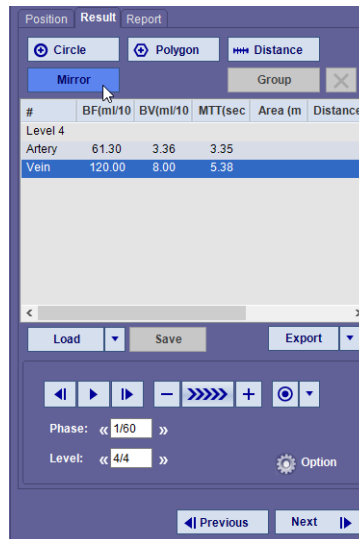 Position Result Report
Circle Polygon Distance
Mirror Group
# BF(ml/10 BV(ml/10 MTT(sec Area (m Distance
Level 4
Artery 61.30 3.36 3.35
Vein 120.00 8.00 5.38
Load Save Export
Phase: « 1/60 »
Level: « 4/4 » Option
Previous Next